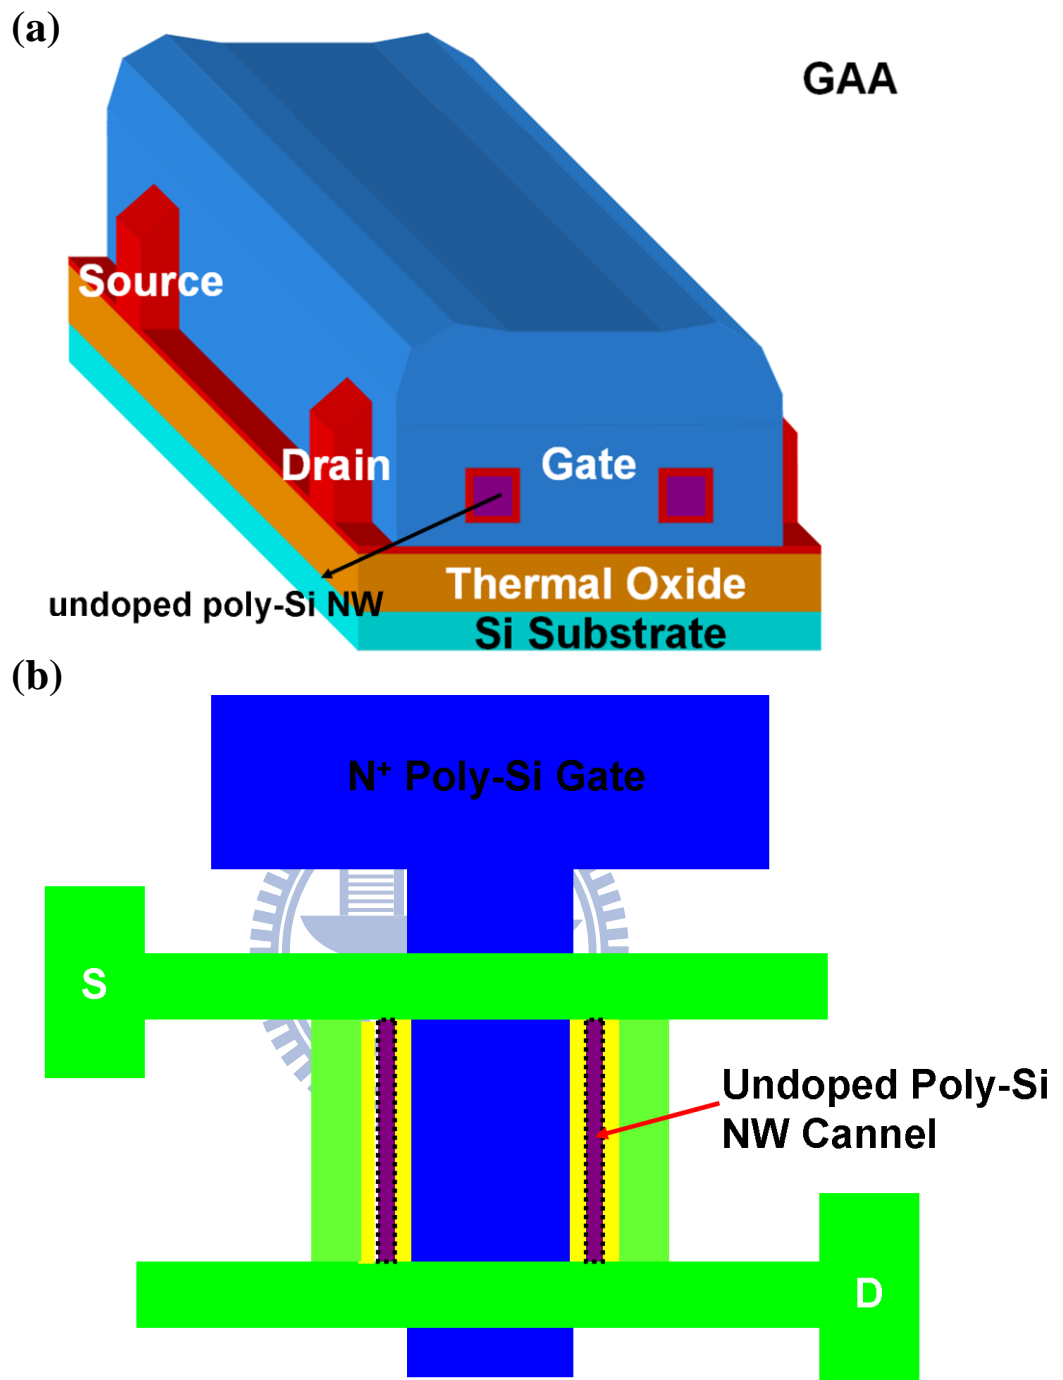 (a)
GAA
Source
Drain
Gate
undoped poly-Si NW
Thermal Oxide
Si Substrate
(b)
N⁺ Poly-Si Gate
S
Undoped Poly-Si
NW Cannel
D